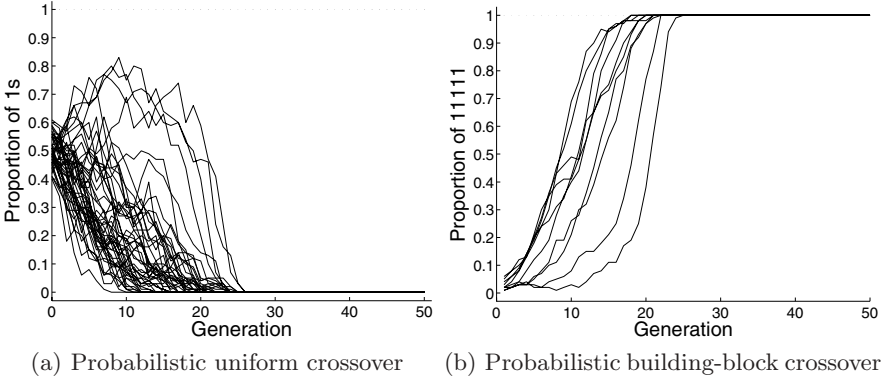 Proportion of 1s
1
0.9
0.8
0.7
0.6
0.5
0.4
0.3
0.2
0.1
0
0 10 20 30 40 50
Generation
(a) Probabilistic uniform crossover
Proportion of 11111
1
0.9
0.8
0.7
0.6
0.5
0.4
0.3
0.2
0.1
0
0 10 20 30 40 50
Generation
(b) Probabilistic building-block crossover